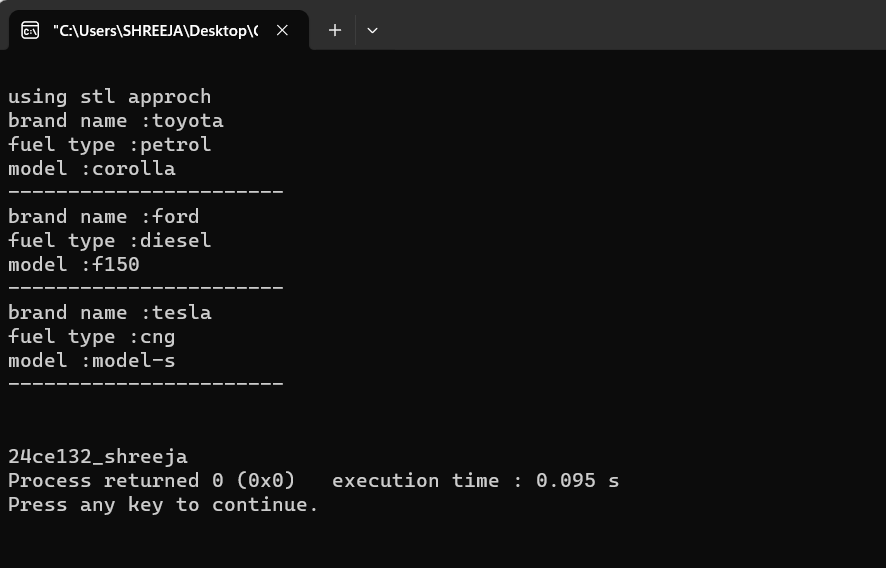 "C:\Users\SHREEJA\Desktop\
using stl approch
brand name :toyota
fuel type :petrol
model :corolla
-----------------------
brand name :ford
fuel type :diesel
model :f150
-----------------------
brand name :tesla
fuel type :cng
model :model-s
-----------------------
24ce132_shreeja
Process returned 0 (0x0)   execution time : 0.095 s
Press any key to continue.